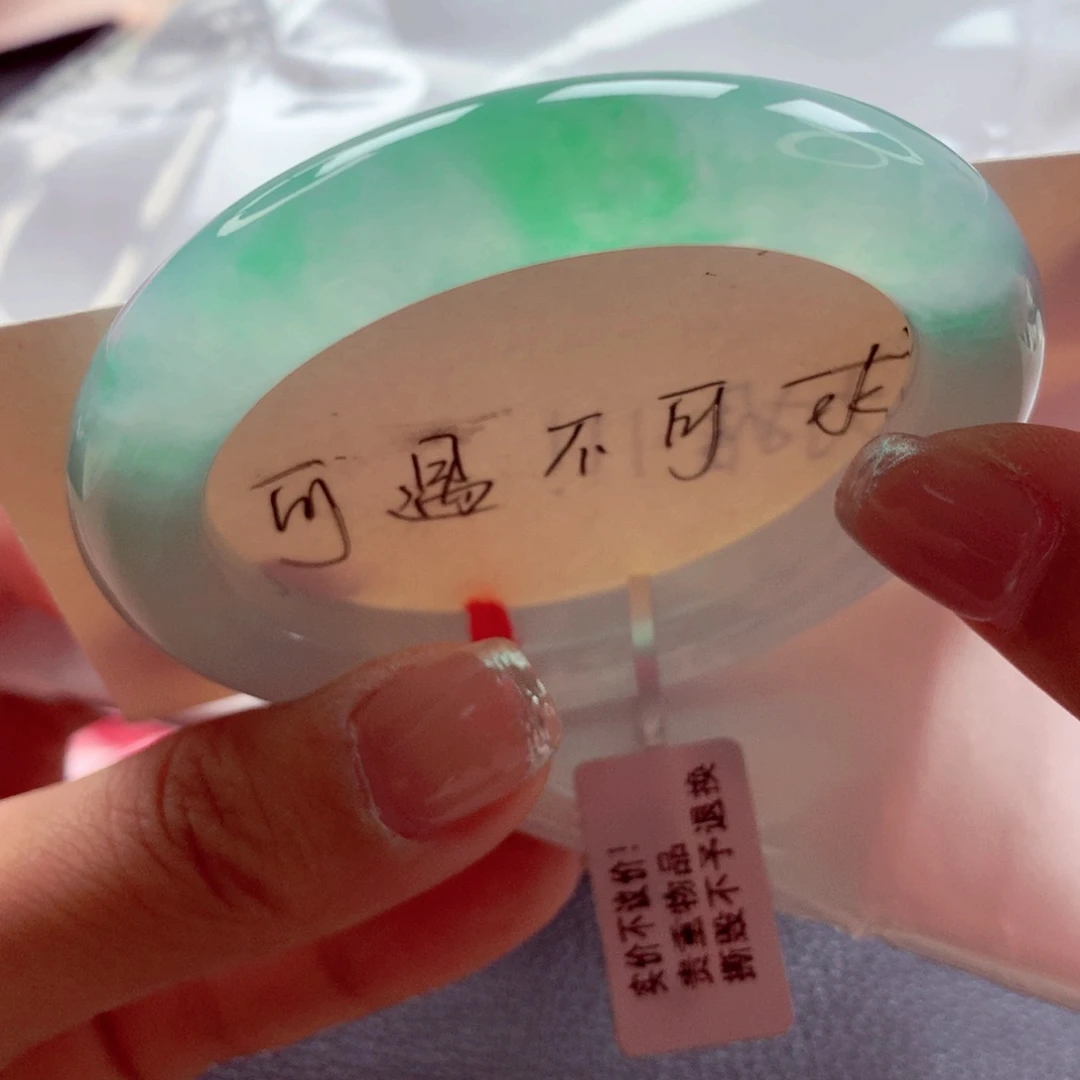 可遇不可求
实价不议价！
贵重物品
撕毁不予退换